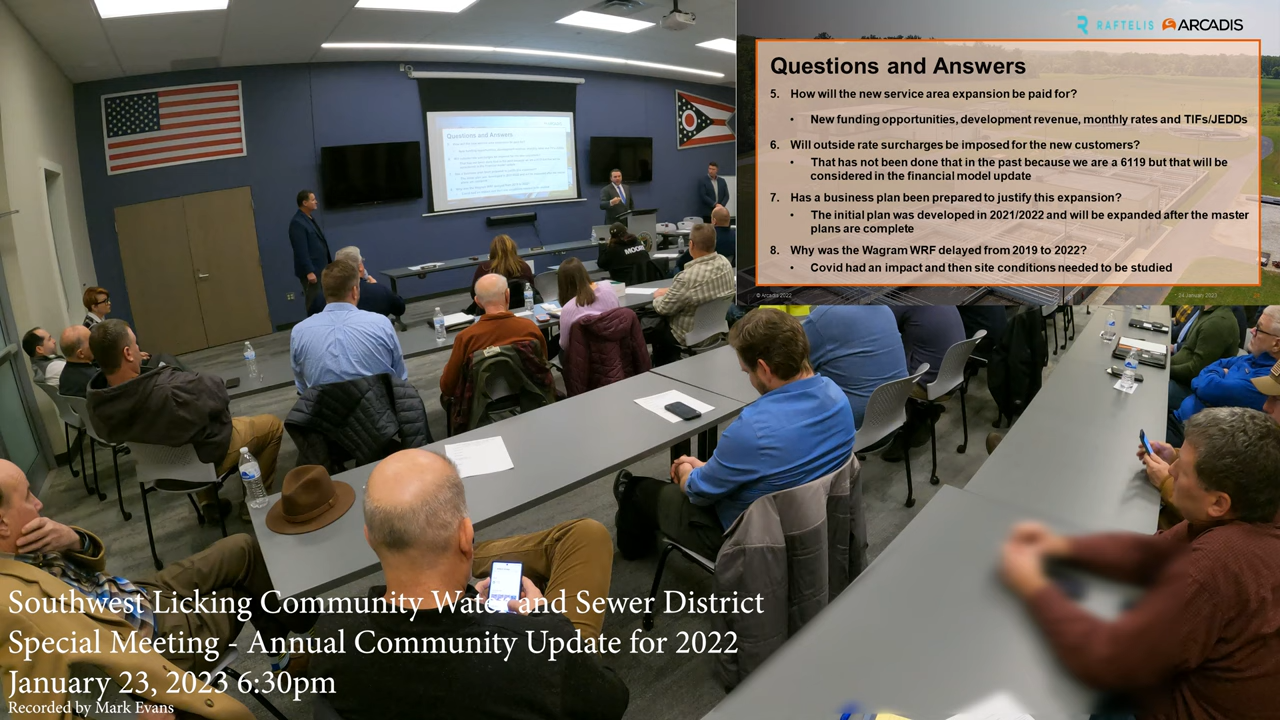 RAFTELIS ARCADIS
Questions and Answers
5. How will the new service area expansion be paid for?
• New funding opportunities, development revenue, monthly rates and TIFs/JEDDs
6. Will outside rate surcharges be imposed for the new customers?
• That has not been done that in the past because we are a 6119 but that will be
considered in the financial model update
7. Has a business plan been prepared to justify this expansion?
• The initial plan was developed in 2021/2022 and will be expanded after the master
plans are complete
8. Why was the Wagram WRF delayed from 2019 to 2022?
• Covid had an impact and then site conditions needed to be studied
© Arcadis 2022
24 January 2023
Questions and Answers
MOORE
Southwest Licking Community Water and Sewer District
Special Meeting - Annual Community Update for 2022
January 23, 2023 6:30pm
Recorded by Mark Evans